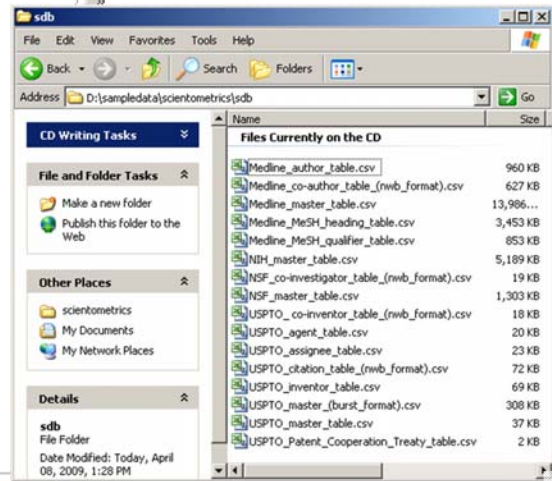 sdb
File Edit View Favorites Tools Help
Back Search Folders
Address D:\sampledata\scientometrics\sdb Go
CD Writing Tasks
File and Folder Tasks
Make a new folder
Publish this folder to the
Web
Other Places
scientometrics
My Documents
My Network Places
Details
sdb
File Folder
Date Modified: Today, April
08, 2009, 1:28 PM
Name Size
Files Currently on the CD
Medline_author_table.csv 960 KB
Medline_co-author_table_(nwb_format).csv 627 KB
Medline_master_table.csv 13,986...
Medline_MeSH_heading_table.csv 3,453 KB
Medline_MeSH_qualifier_table.csv 853 KB
NIH_master_table.csv 5,189 KB
NSF_co-investigator_table_(nwb_format).csv 19 KB
NSF_master_table.csv 1,303 KB
USPTO_ co-inventor_table_(nwb_format).csv 18 KB
USPTO_agent_table.csv 20 KB
USPTO_assignee_table.csv 23 KB
USPTO_citation_table_(nwb_format).csv 72 KB
USPTO_inventor_table.csv 69 KB
USPTO_master_(burst_format).csv 308 KB
USPTO_master_table.csv 37 KB
USPTO_Patent_Cooperation_Treaty_table.csv 2 KB